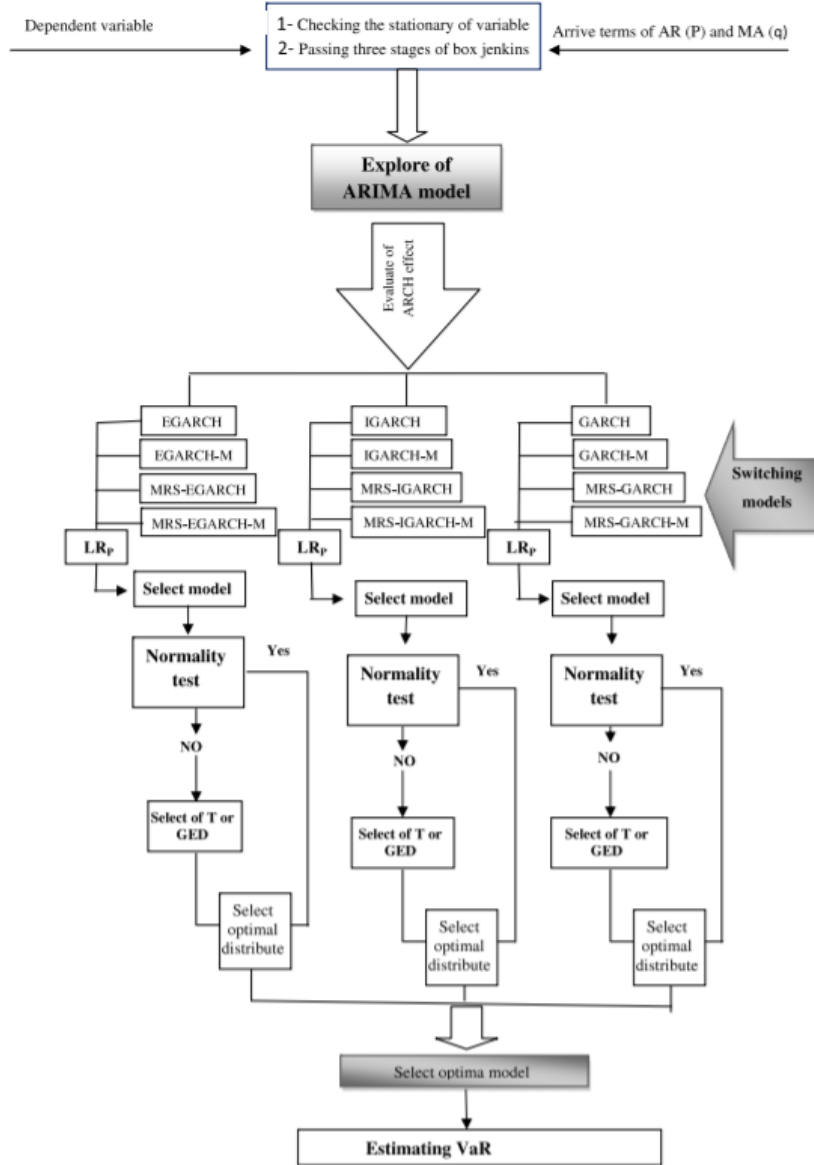 Dependent variable
1- Checking the stationary of variable
2- Passing three stages of box jenkins
Arrive terms of AR (P) and MA (q)
Explore of
ARIMA model
Evaluate of
ARCH effect
EGARCH
EGARCH-M
MRS-EGARCH
MRS-EGARCH-M
LRP
IGARCH
IGARCH-M
MRS-IGARCH
MRS-IGARCH-M
LRP
GARCH
GARCH-M
MRS-GARCH
MRS-GARCH-M
LRP
Switching
models
Select model
Select model
Select model
Normality
test
Yes
NO
Select of T or
GED
Select
optimal
distribute
Normality
test
Yes
NO
Select of T or
GED
Select
optimal
distribute
Normality
test
Yes
NO
Select of T or
GED
Select
optimal
distribute
Select optima model
Estimating VaR